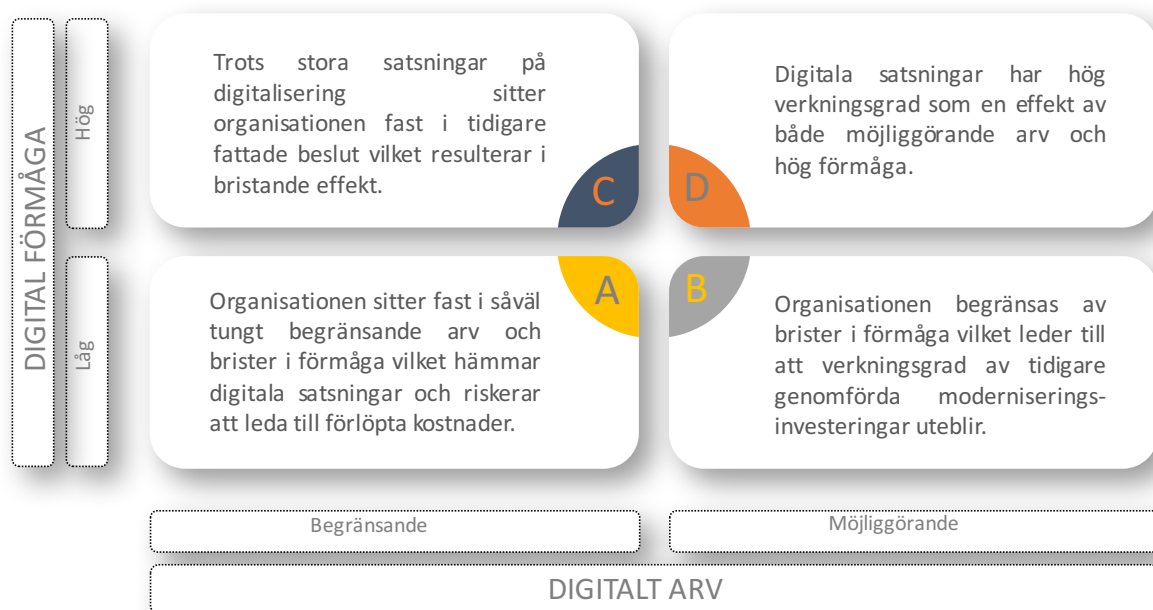 DIGITAL FÖRMÅGA
Hög
Trots stora satsningar på
digitalisering sitter
organisationen fast i tidigare
fattade beslut vilket resulterar i
bristande effekt.
C
Digitala satsningar har hög
verkningsgrad som en effekt av
både möjliggörande arv och
hög förmåga.
D
Låg
Organisationen sitter fast i såväl
tungt begränsande arv och
brister i förmåga vilket hämmar
digitala satsningar och riskerar
att leda till förlöpta kostnader.
A
B
Organisationen begränsas av
brister i förmåga vilket leder till
att verkningsgrad av tidigare
genomförda moderniserings-
investeringar uteblir.
Begränsande
Möjliggörande
DIGITALT ARV